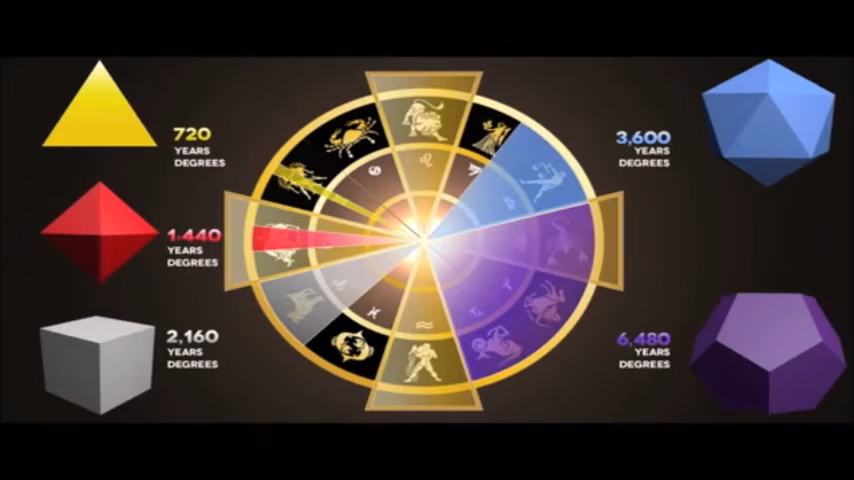 720
YEARS
DEGREES
1,440
YEARS
DEGREES
2,160
YEARS
DEGREES
3,600
YEARS
DEGREES
6,480
YEARS
DEGREES